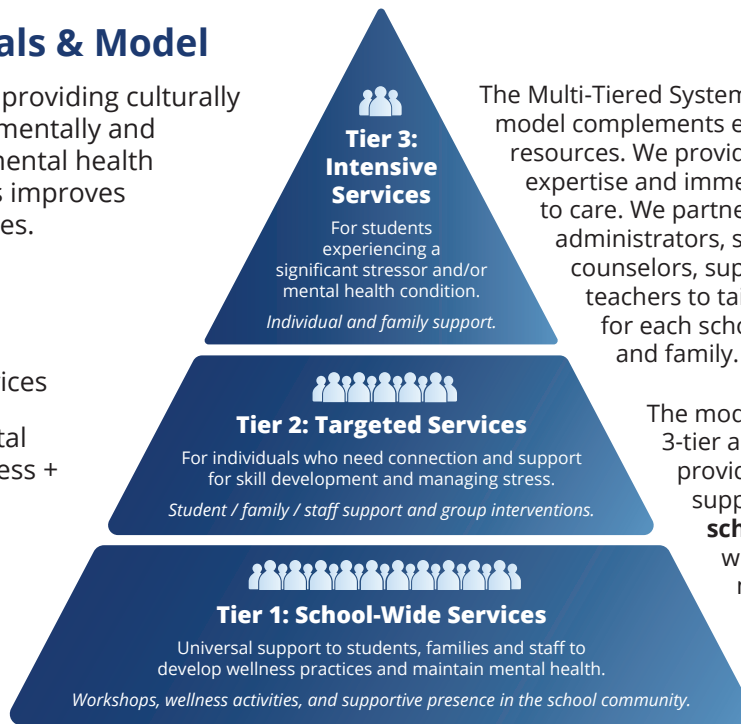 als & Model
providing culturally
mentally and
mental health
s improves
es.
ices
tal
ess +
Tier 3:
Intensive
Services
For students
experiencing a
significant stressor and/or
mental health condition.
Individual and family support.
Tier 2: Targeted Services
For individuals who need connection and support
for skill development and managing stress.
Student / family / staff support and group interventions.
Tier 1: School-Wide Services
Universal support to students, families and staff to
develop wellness practices and maintain mental health.
Workshops, wellness activities, and supportive presence in the school community.
The Multi-Tiered System
model complements e
resources. We provid
expertise and imme
to care. We partne
administrators, s
counselors, sup
teachers to tai
for each scho
and family.
The mod
3-tier a
provid
supp
sch
w